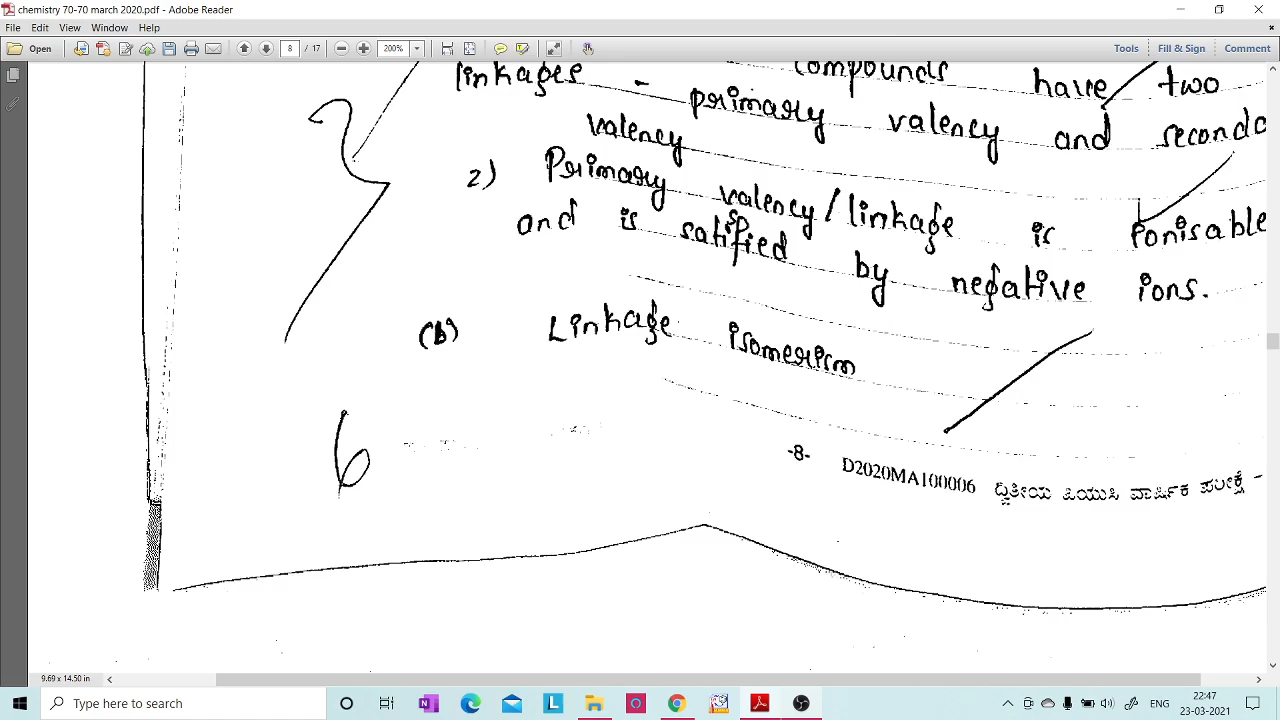 chemistry 70-70 march 2020.pdf - Adobe Reader
File Edit View Window Help
Open 8 / 17 200% Tools Fill & Sign Comment
linkages - compounds have two
primary valency and seconda
valency
2) Primary valency/linkage is ionisable
and is satisfied by negative ions.
(b) Linkage isomerism
6
-8- D2020MA100006 ದ್ವಿತೀಯ ಪಿಯುಸಿ ವಾರ್ಷಿಕ ಪರೀಕ್ಷೆ -
9.69 x 14.50 in
Type here to search
ENG
22:47
23-03-2021